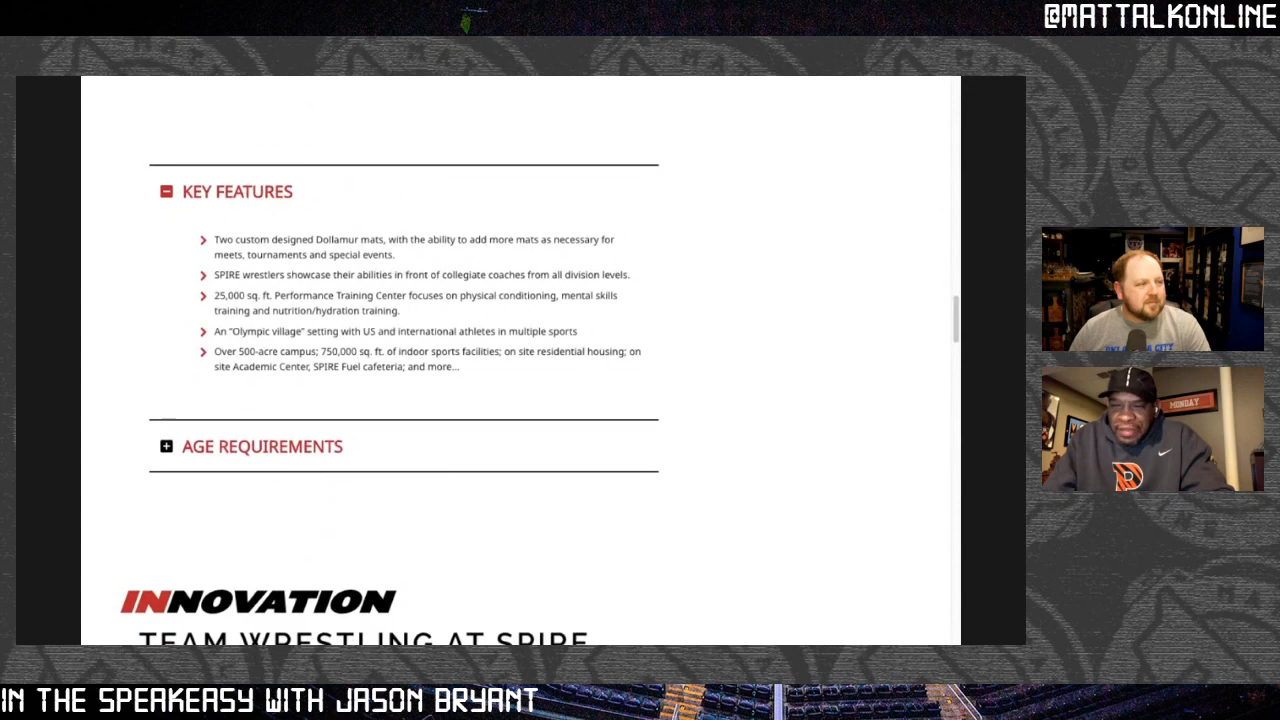 @MATTALKONLINE
KEY FEATURES
Two custom designed Dollamur mats, with the ability to add more mats as necessary for
meets, tournaments and special events.
SPIRE wrestlers showcase their abilities in front of collegiate coaches from all division levels.
25,000 sq. ft. Performance Training Center focuses on physical conditioning, mental skills
training and nutrition/hydration training.
An “Olympic village” setting with US and international athletes in multiple sports
Over 500-acre campus; 750,000 sq. ft. of indoor sports facilities; on site residential housing; on
site Academic Center, SPIRE Fuel cafeteria; and more...
AGE REQUIREMENTS
INNOVATION
TEAM WRESTLING AT SPIRE
MUNDAY
IN THE SPEAKEASY WITH JASON BRYANT